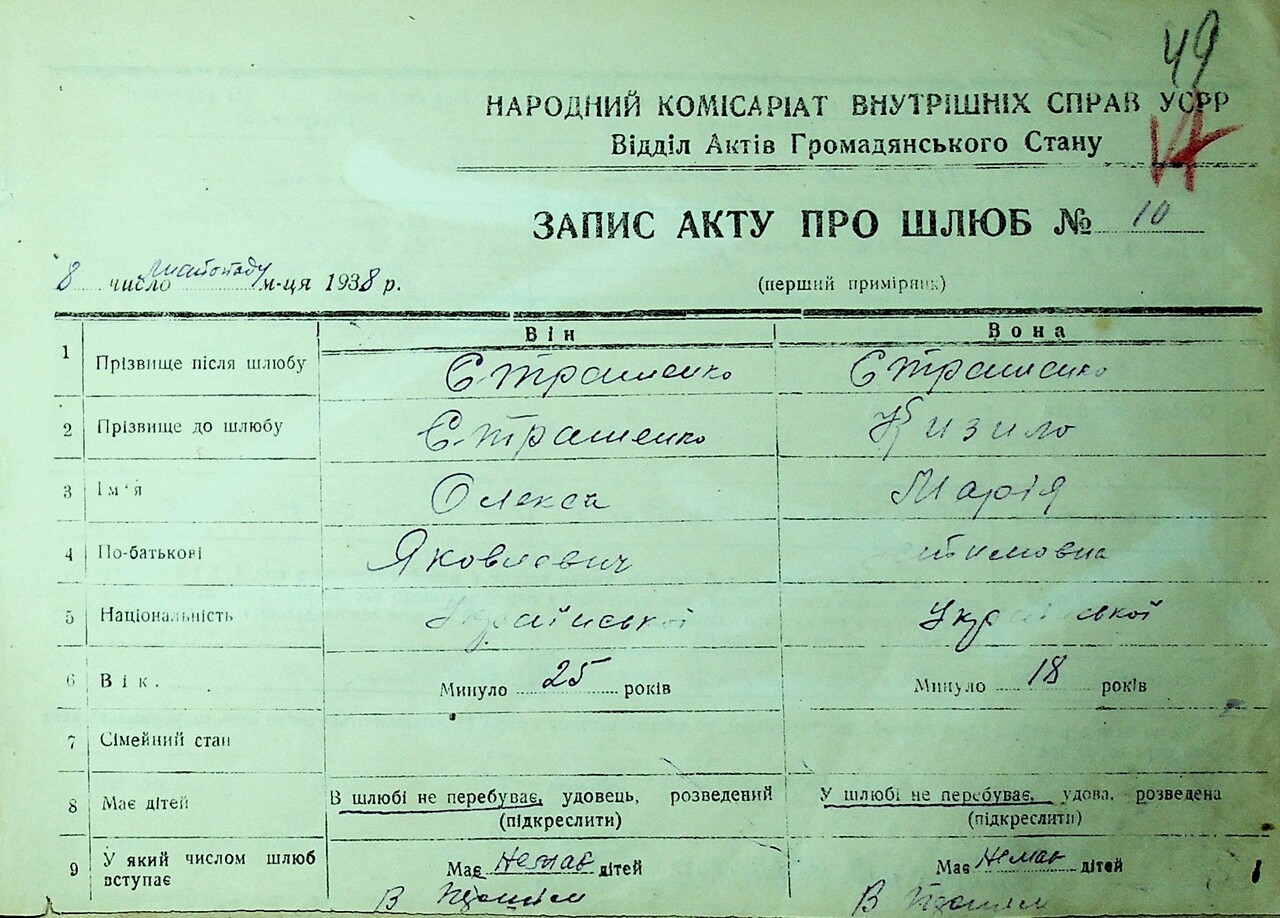 49
НАРОДНИЙ КОМІСАРІАТ ВНУТРІШНІХ СПРАВ УСРР
Відділ Актів Громадянського Стану
ЗАПИС АКТУ ПРО ШЛЮБ № 10
8 число листопаду м-ця 1938 р. (перший примірник)
Він Вона
1 Прізвище після шлюбу Страшенко Страшенко
2 Прізвище до шлюбу Страшенко Кизило
3 Ім'я Олекса Марія
4 По-батькові Яковлевич тимовна
5 Національність Української Української
6 Вік. Минуло 25 років Минуло 18 років
7 Сімейний стан
8 Має дітей В шлюбі не перебуває, удовець, розведений У шлюбі не перебуває, удова, розведена
(підкреслити) (підкреслити)
9 У який числом шлюб вступає Має Немає дітей Має Немає дітей
В В